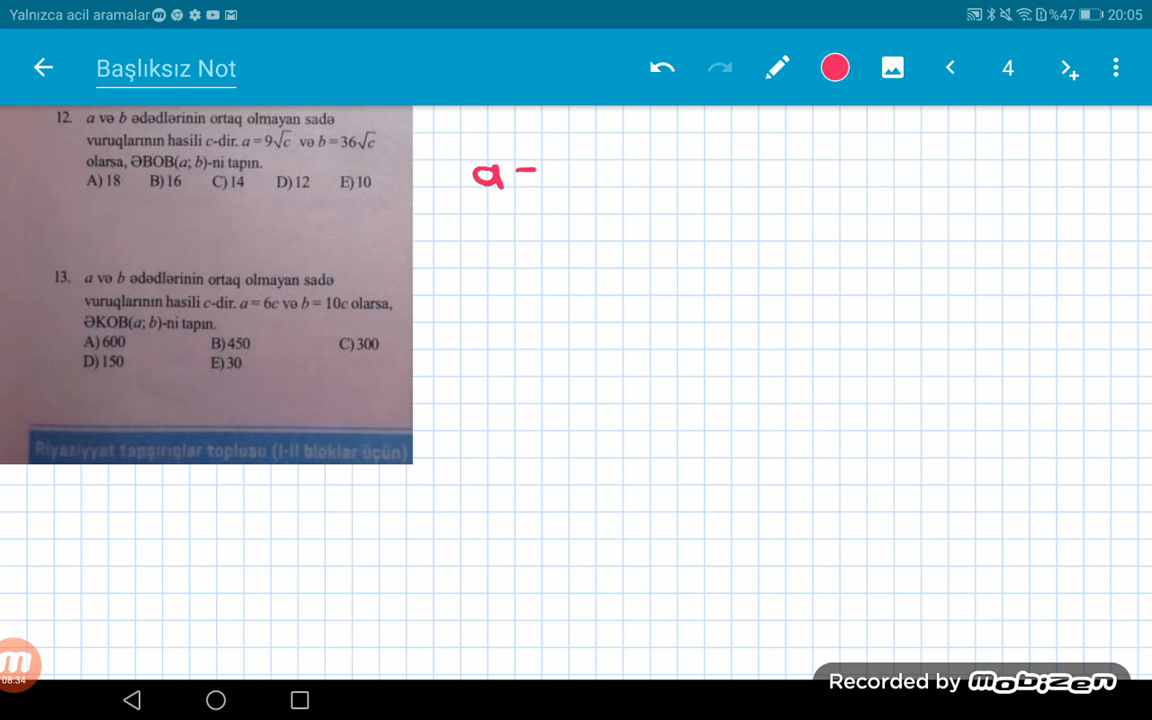 Yalnızca acil aramalar %47 20:05
Başlıksız Not 4
12. a və b ədədlərinin ortaq olmayan sadə
vuruqlarının hasili c-dir. a=9√c və b=36√c
olarsa, ƏBOB(a; b)-ni tapın.
A) 18 B) 16 C) 14 D) 12 E) 10
13. a və b ədədlərinin ortaq olmayan sadə
vuruqlarının hasili c-dir. a = 6c və b = 10c olarsa,
ƏKOB(a; b)-ni tapın.
A) 600 B) 450 C) 300
D) 150 E) 30
Riyaziyyat tapşırıqlar toplusu (I-II bloklar üçün)
a =
08:34
Recorded by mobizen